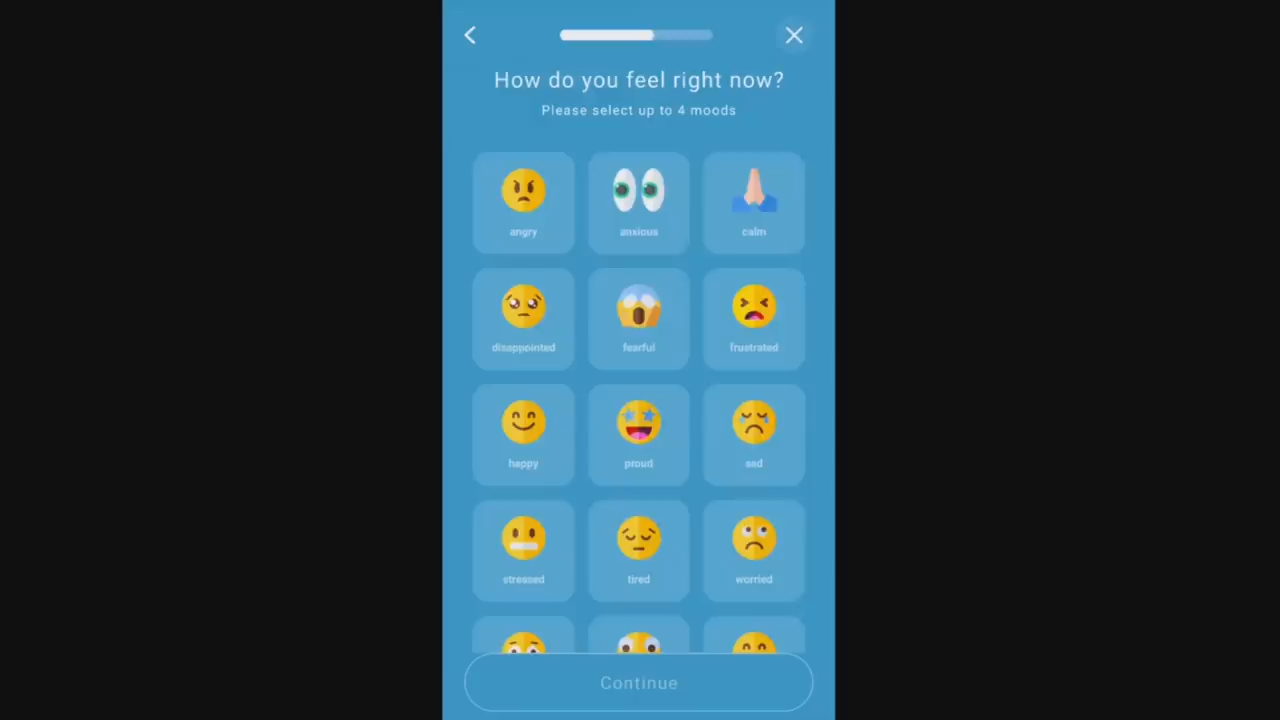 How do you feel right now?
Please select up to 4 moods
angry
anxious
calm
disappointed
fearful
frustrated
happy
proud
sad
stressed
tired
worried
Continue